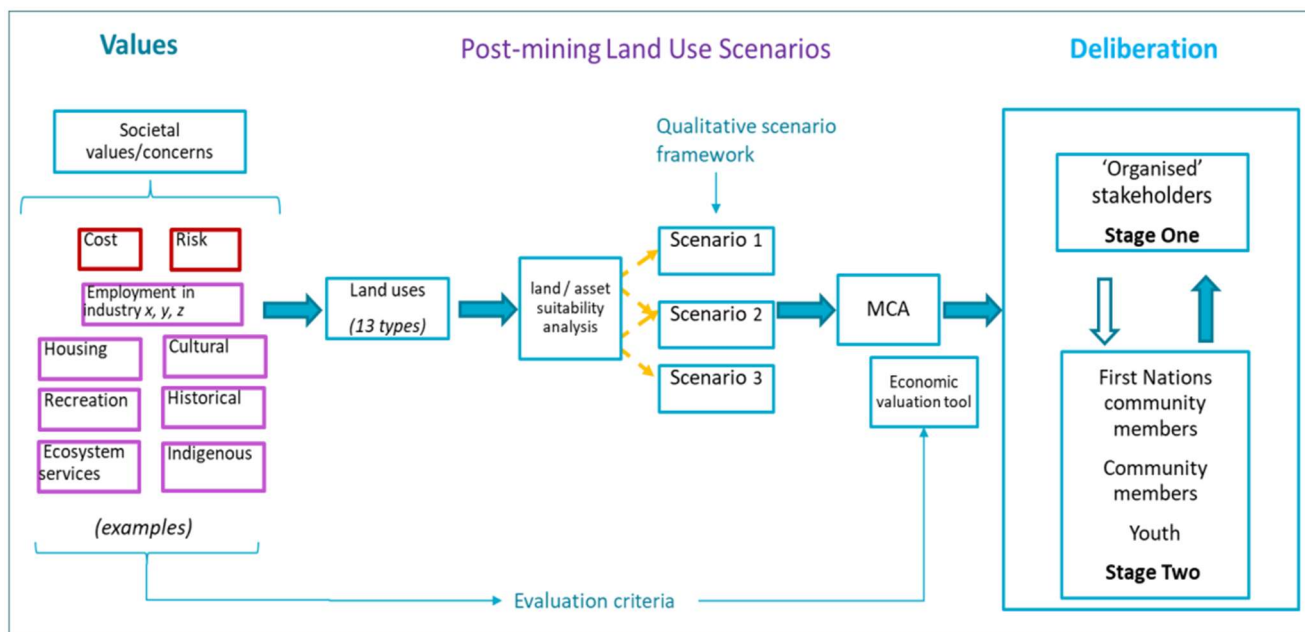 Values
Post-mining Land Use Scenarios
Deliberation
Societal
values/concerns
Cost
Risk
Employment in
industry x, y, z
Housing
Cultural
Recreation
Historical
Ecosystem
services
Indigenous
(examples)
Land uses
(13 types)
land / asset
suitability
analysis
Qualitative scenario
framework
Scenario 1
Scenario 2
Scenario 3
MCA
Economic
valuation tool
Evaluation criteria
‘Organised’
stakeholders
Stage One
First Nations
community
members
Community
members
Youth
Stage Two